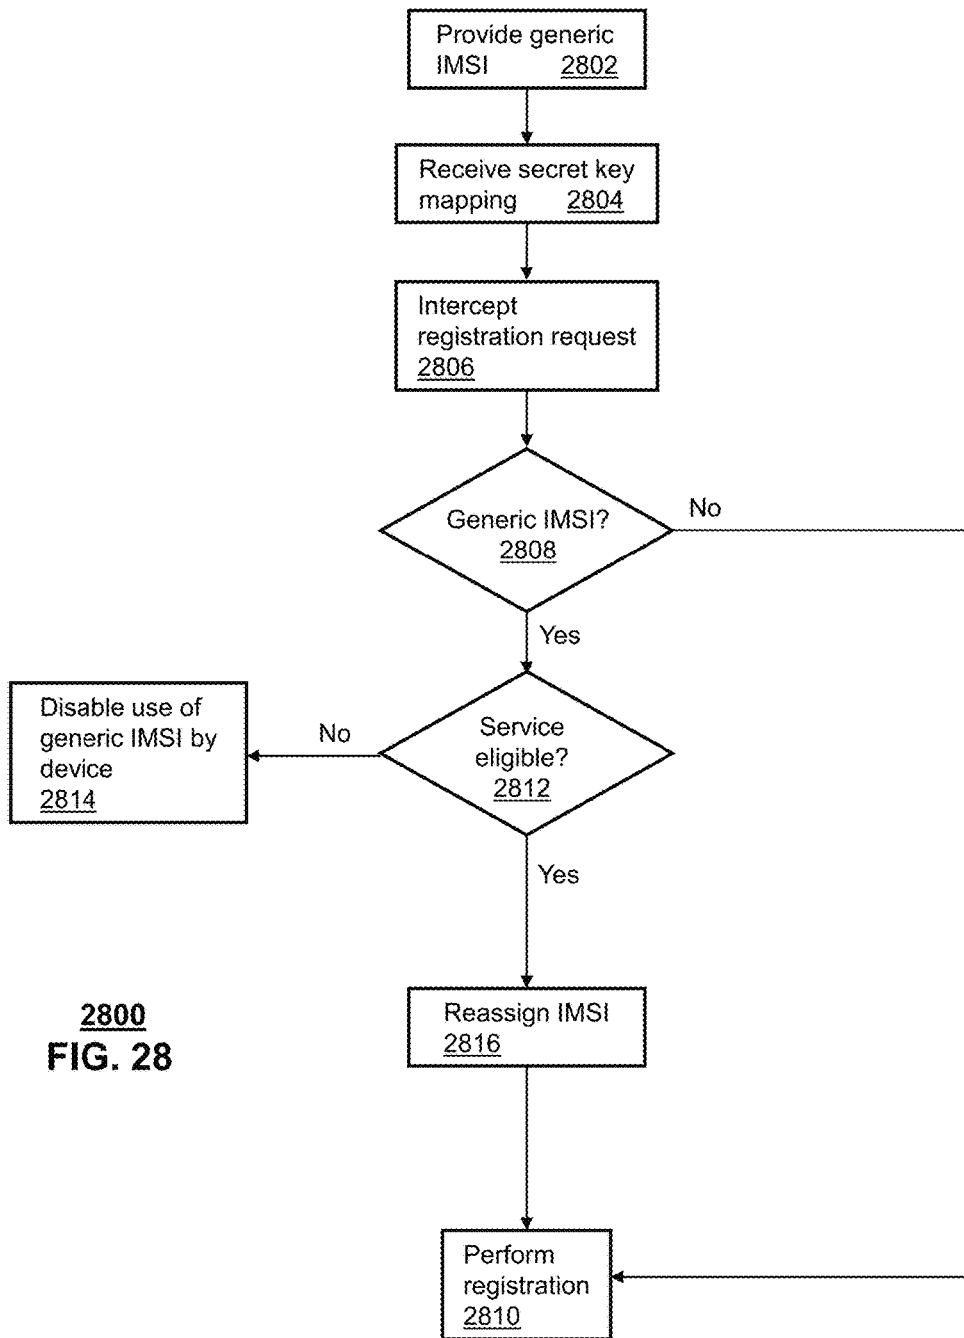 Provide generic
IMSI 2802
Receive secret key
mapping 2804
Intercept
registration request
2806
Generic IMSI?
2808
No
Yes
Disable use of
generic IMSI by
device
2814
No
Service
eligible?
2812
Yes
Reassign IMSI
2816
2800
FIG. 28
Perform
registration
2810